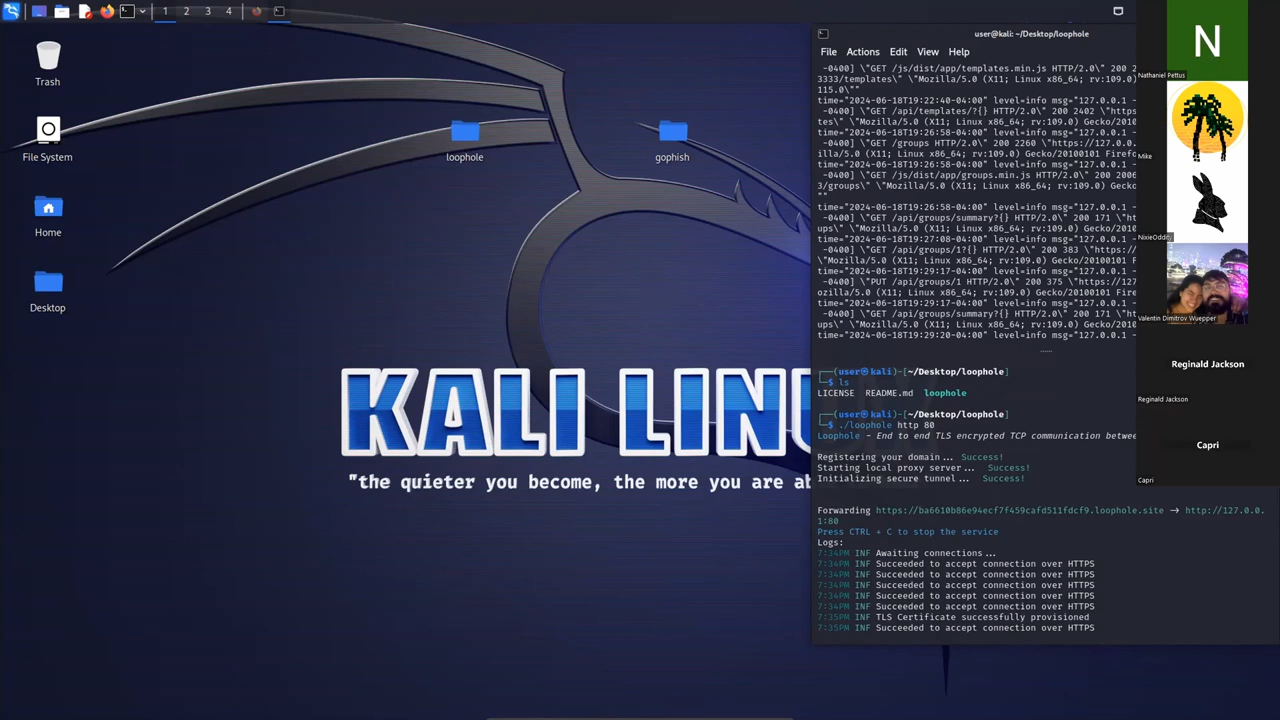 1 2 3 4
Trash
File System
Home
Desktop
loophole
gophish
KALI LINU
"the quieter you become, the more you are ab
user@kali: ~/Desktop/loophole
File Actions Edit View Help
-0400] \"GET /js/dist/app/templates.min.js HTTP/2.0\" 200 2
3333/templates\" \"Mozilla/5.0 (X11; Linux x86_64; rv:109.0)
115.0\""
time="2024-06-18T19:22:40-04:00" level=info msg="127.0.0.1 -
-0400] \"GET /api/templates/?{} HTTP/2.0\" 200 2402 \"https
tes\" \"Mozilla/5.0 (X11; Linux x86_64; rv:109.0) Gecko/2010
time="2024-06-18T19:26:58-04:00" level=info msg="127.0.0.1 -
-0400] \"GET /groups HTTP/2.0\" 200 2260 \"https://127.0.0.
illa/5.0 (X11; Linux x86_64; rv:109.0) Gecko/20100101 Firefo
time="2024-06-18T19:26:58-04:00" level=info msg="127.0.0.1 -
-0400] \"GET /js/dist/app/groups.min.js HTTP/2.0\" 200 2006
3/groups\" \"Mozilla/5.0 (X11; Linux x86_64; rv:109.0) Gecko
\""
time="2024-06-18T19:26:58-04:00" level=info msg="127.0.0.1 -
-0400] \"GET /api/groups/summary?{} HTTP/2.0\" 200 171 \"ht
ups\" \"Mozilla/5.0 (X11; Linux x86_64; rv:109.0) Gecko/2010
time="2024-06-18T19:27:08-04:00" level=info msg="127.0.0.1 -
-0400] \"GET /api/groups/1?{} HTTP/2.0\" 200 383 \"https://
\"Mozilla/5.0 (X11; Linux x86_64; rv:109.0) Gecko/20100101 F
time="2024-06-18T19:29:17-04:00" level=info msg="127.0.0.1 -
-0400] \"PUT /api/groups/1 HTTP/2.0\" 200 375 \"https://127
ozilla/5.0 (X11; Linux x86_64; rv:109.0) Gecko/20100101 Fire
time="2024-06-18T19:29:17-04:00" level=info msg="127.0.0.1 -
-0400] \"GET /api/groups/summary?{} HTTP/2.0\" 200 171 \"ht
ups\" \"Mozilla/5.0 (X11; Linux x86_64; rv:109.0) Gecko/2010
time="2024-06-18T19:29:20-04:00" level=info msg="127.0.0.1 -
(user@kali)-[~/Desktop/loophole]
$ ls
LICENSE README.md loophole
(user@kali)-[~/Desktop/loophole]
$ ./loophole http 80
Loophole - End to end TLS encrypted TCP communication betwee
Registering your domain... Success!
Starting local proxy server... Success!
Initializing secure tunnel... Success!
Forwarding https://ba6610b86e94ecf7f459cafd511fdcf9.loophole.site → http://127.0.0.
1:80
Press CTRL + C to stop the service
Logs:
7:34PM INF Awaiting connections...
7:34PM INF Succeeded to accept connection over HTTPS
7:34PM INF Succeeded to accept connection over HTTPS
7:34PM INF Succeeded to accept connection over HTTPS
7:34PM INF Succeeded to accept connection over HTTPS
7:34PM INF Succeeded to accept connection over HTTPS
7:35PM INF TLS Certificate successfully provisioned
7:35PM INF Succeeded to accept connection over HTTPS
N
Nathaniel Pettus
Mike
NixieOddity
Valentin Dimitrov Wuepper
Reginald Jackson
Reginald Jackson
Capri
Capri